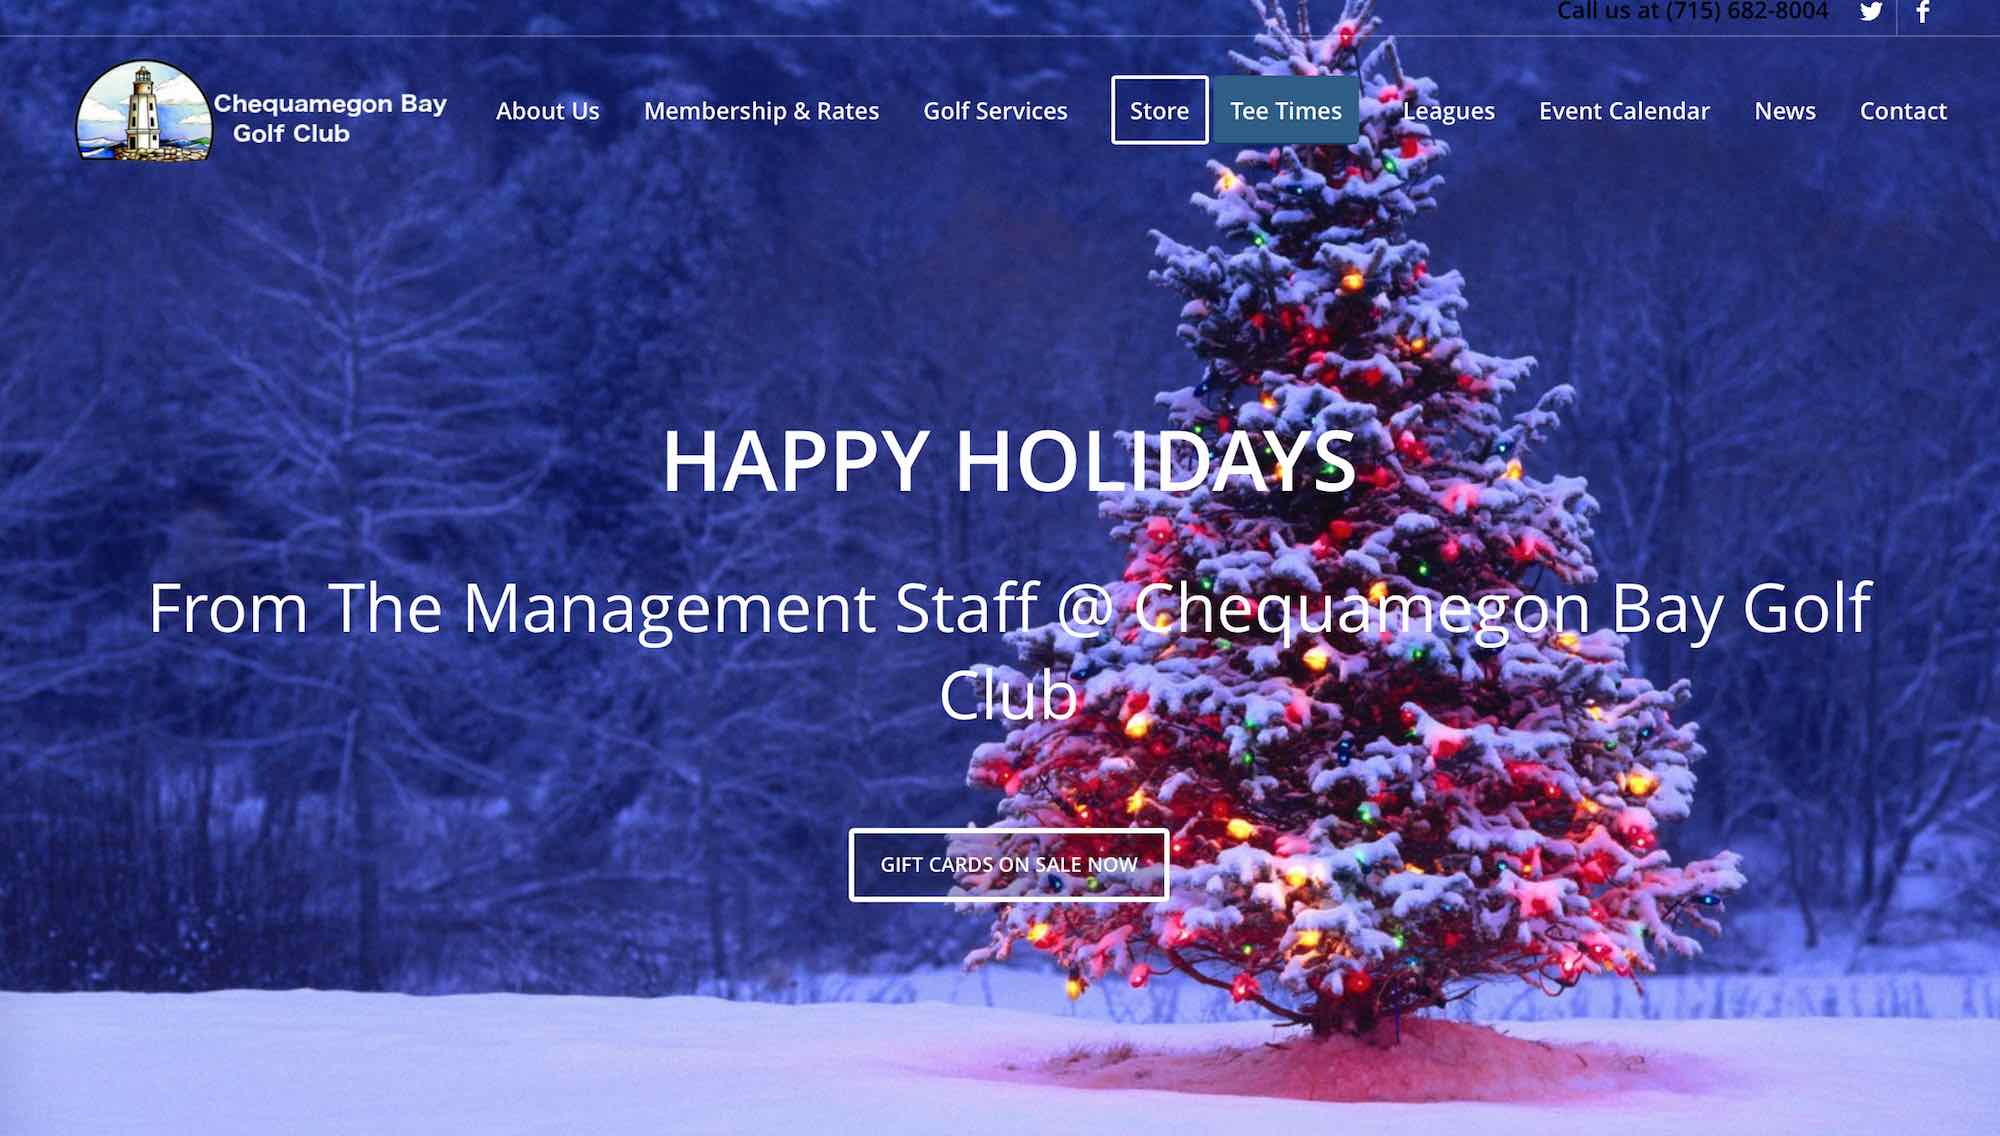 Call us at (715) 682-8004
Chequamegon Bay
Golf Club
About Us
Membership & Rates
Golf Services
Store
Tee Times
Leagues
Event Calendar
News
Contact
HAPPY HOLIDAYS
From The Management Staff @ Chequamegon Bay Golf
Club
GIFT CARDS ON SALE NOW